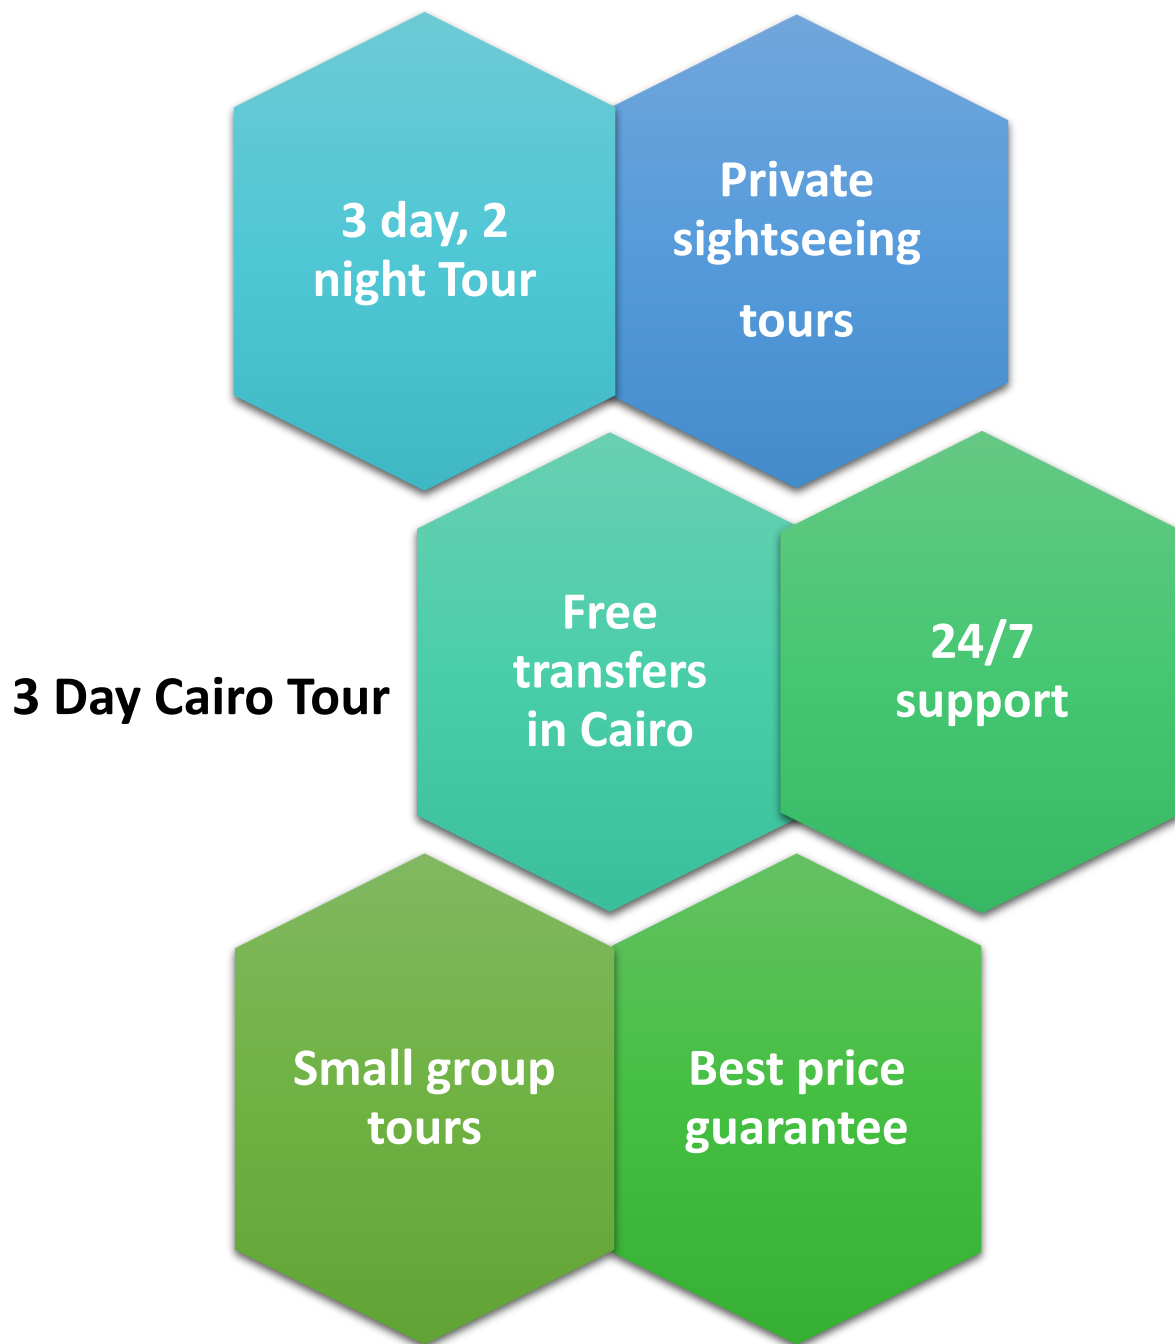 3 day, 2
night Tour
Private
sightseeing
tours
3 Day Cairo Tour
Free
transfers
in Cairo
24/7
support
Small group
tours
Best price
guarantee